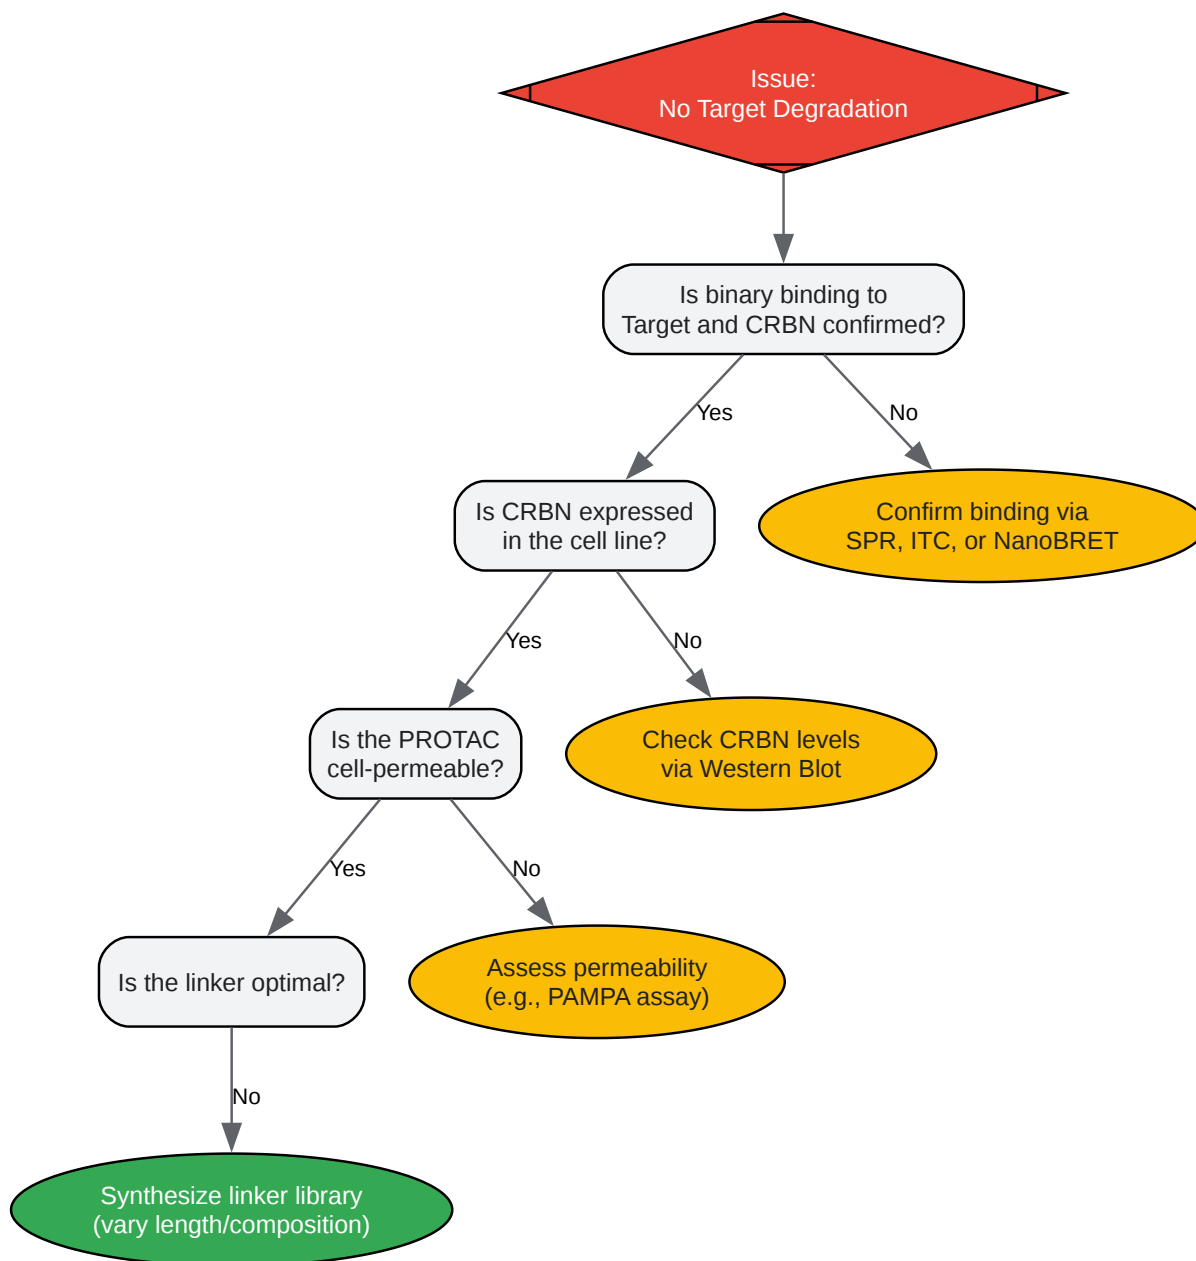 Issue:
No Target Degradation
Is binary binding to
Target and CRBN confirmed?
Yes
No
Is CRBN expressed
in the cell line?
Confirm binding via
SPR, ITC, or NanoBRET
Yes
No
Is the PROTAC
cell-permeable?
Check CRBN levels
via Western Blot
Yes
No
Is the linker optimal?
Assess permeability
(e.g., PAMPA assay)
No
Synthesize linker library
(vary length/composition)